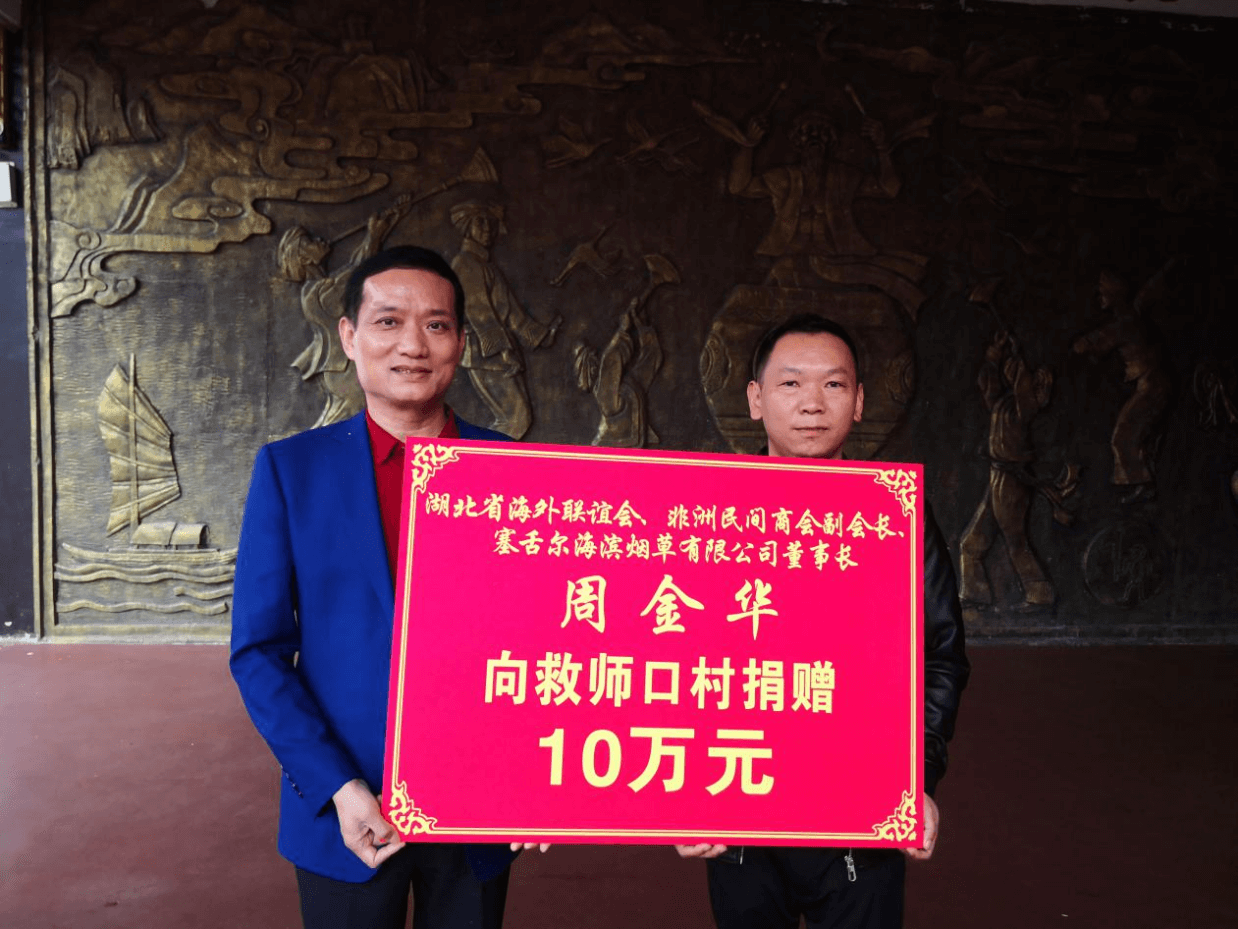 湖北省海外联谊会、非洲民间商会副会长、
塞舌尔海滨烟草有限公司董事长
周金华
向救师口村捐赠
10万元